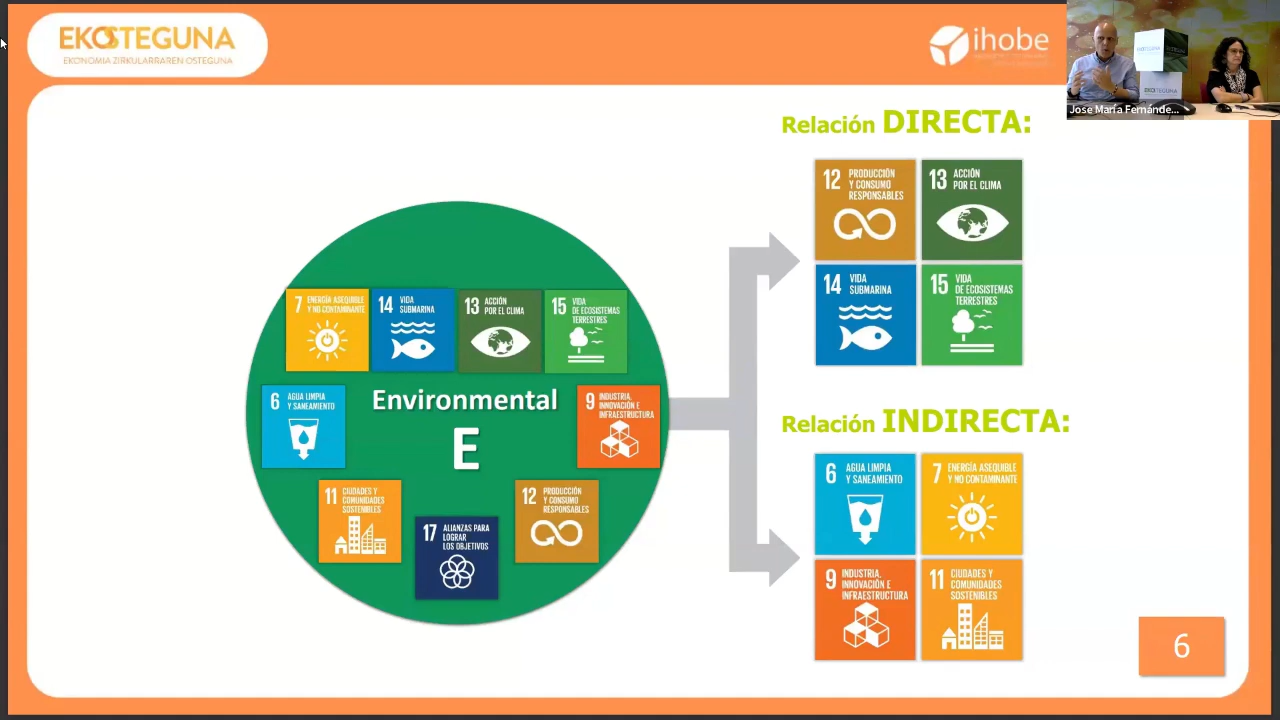 EKOSTEGUNA
EKONOMIA ZIRKULARRAREN OSTEGUNA
ihobe
EKOSTEGUNA
Jose María Fernánde...
Relación DIRECTA:
12 PRODUCCIÓN
Y CONSUMO
RESPONSABLES
13 ACCIÓN
POR EL CLIMA
14 VIDA
SUBMARINA
15 VIDA
DE ECOSISTEMAS
TERRESTRES
7 ENERGÍA ASEQUIBLE
Y NO CONTAMINANTE
14 VIDA
SUBMARINA
13 ACCIÓN
POR EL CLIMA
15 VIDA
DE ECOSISTEMAS
TERRESTRES
6 AGUA LIMPIA
Y SANEAMIENTO
Environmental
E
9 INDUSTRIA,
INNOVACIÓN E
INFRAESTRUCTURA
11 CIUDADES Y
COMUNIDADES
SOSTENIBLES
17 ALIANZAS PARA
LOGRAR
LOS OBJETIVOS
12 PRODUCCIÓN
Y CONSUMO
RESPONSABLES
Relación INDIRECTA:
6 AGUA LIMPIA
Y SANEAMIENTO
7 ENERGÍA ASEQUIBLE
Y NO CONTAMINANTE
9 INDUSTRIA,
INNOVACIÓN E
INFRAESTRUCTURA
11 CIUDADES Y
COMUNIDADES
SOSTENIBLES
6